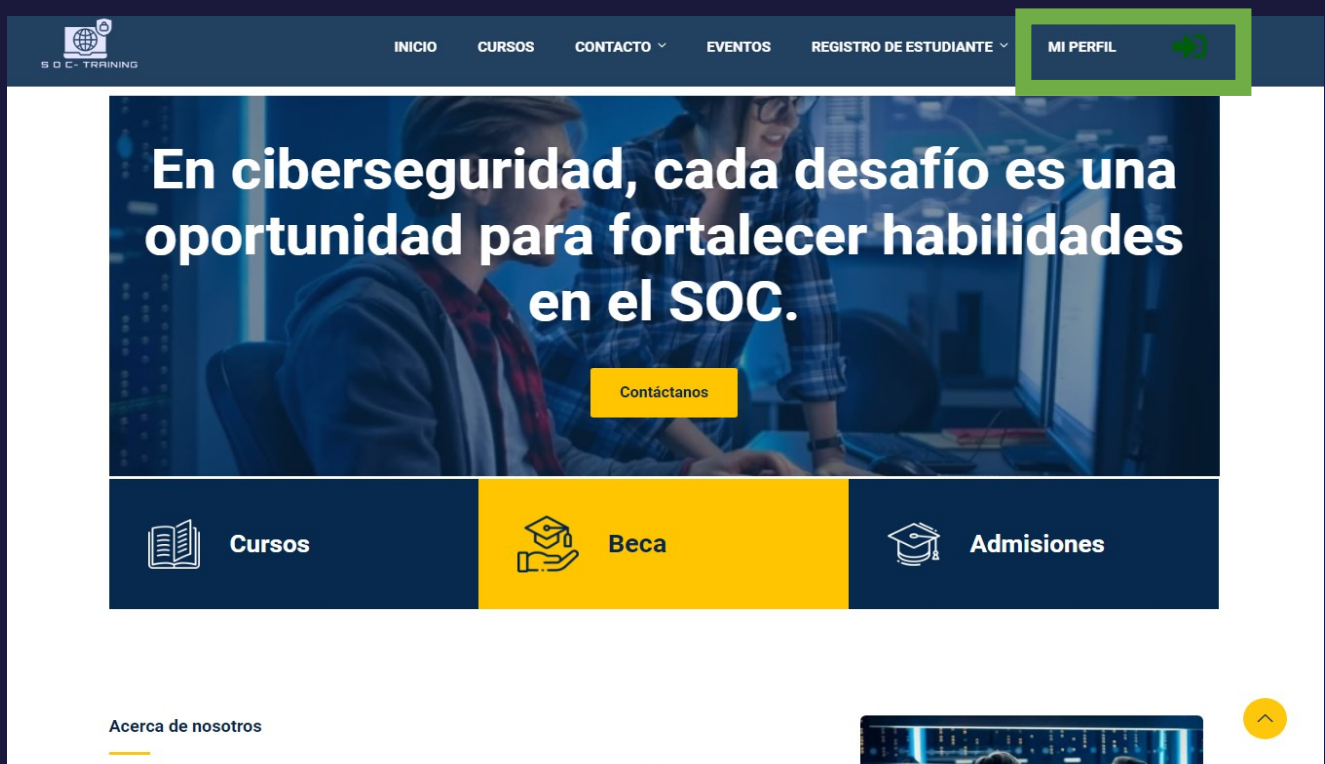 SOC-TRAINING
INICIO CURSOS CONTACTO EVENTOS REGISTRO DE ESTUDIANTE MI PERFIL
En ciberseguridad, cada desafío es una
oportunidad para fortalecer habilidades
en el SOC.
Contáctanos
Cursos Beca Admisiones
Acerca de nosotros